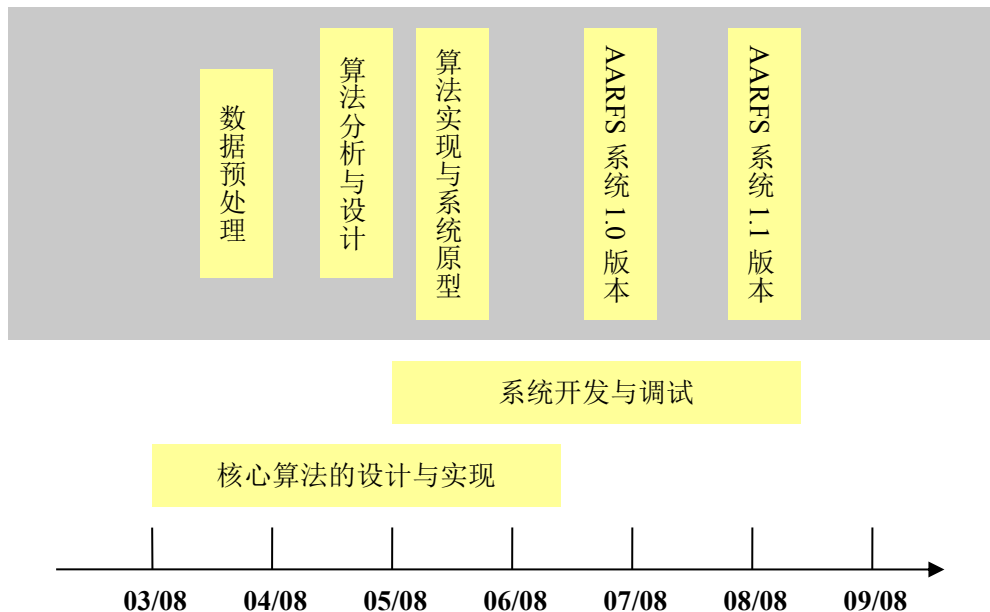 数据预处理
算法分析与设计
算法实现与系统原型
AARFS 系统 1.0 版本
AARFS 系统 1.1 版本
系统开发与调试
核心算法的设计与实现
03/08 04/08 05/08 06/08 07/08 08/08 09/08